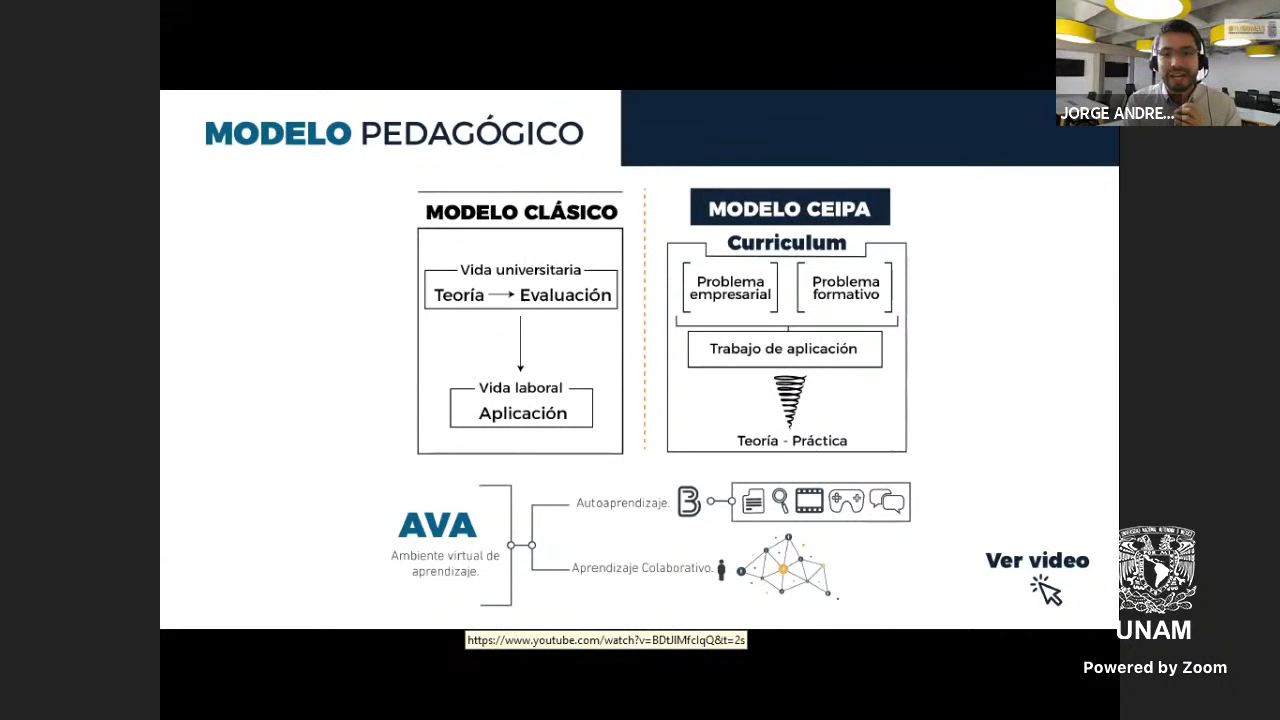 JORGE ANDRE...
MODELO PEDAGÓGICO
MODELO CLÁSICO
Vida universitaria
Teoría → Evaluación
Vida laboral
Aplicación
MODELO CEIPA
Curriculum
Problema
empresarial
Problema
formativo
Trabajo de aplicación
Teoría - Práctica
AVA
Ambiente virtual de
aprendizaje.
Autoaprendizaje.
Aprendizaje Colaborativo.
Ver video
https://www.youtube.com/watch?v=BDtJlMfclqQ&t=2s
UNAM
Powered by Zoom